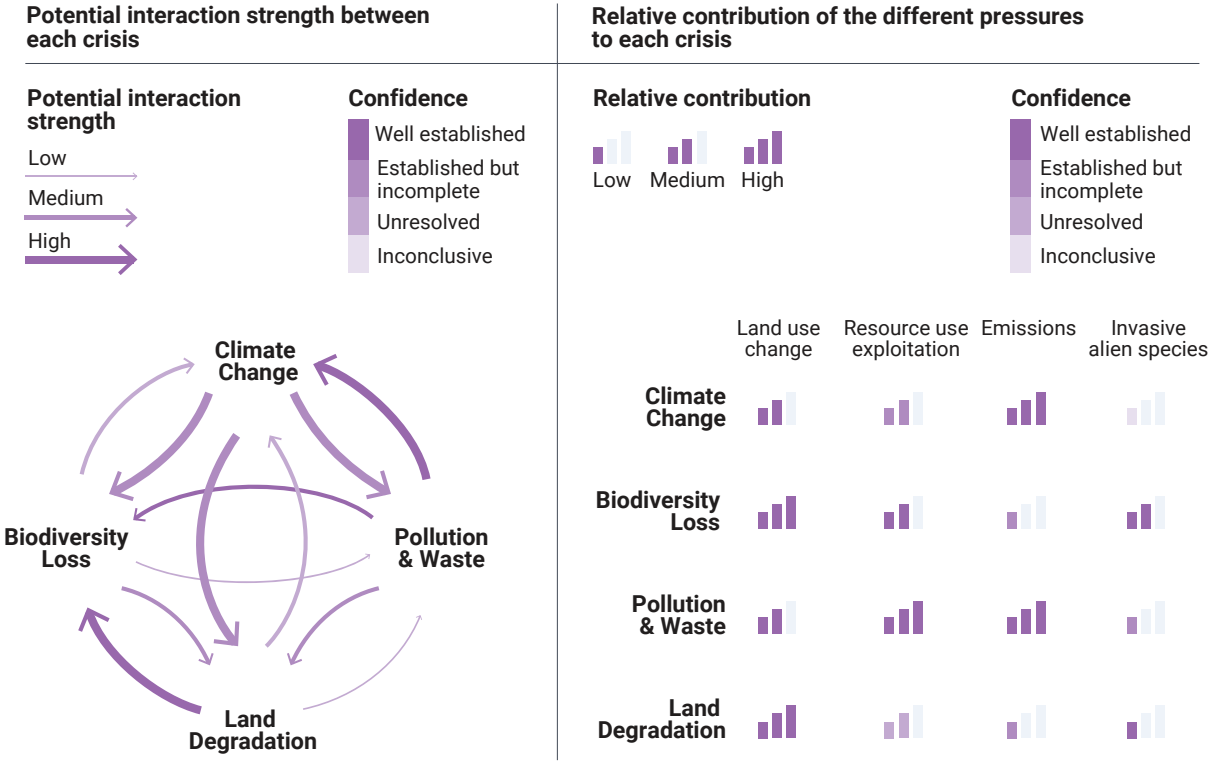 Potential interaction strength between
each crisis
Potential interaction
strength
Low
Medium
High
Confidence
Well established
Established but
incomplete
Unresolved
Inconclusive
Climate
Change
Biodiversity
Loss
Pollution
& Waste
Land
Degradation
Relative contribution of the different pressures
to each crisis
Relative contribution
Low Medium High
Confidence
Well established
Established but
incomplete
Unresolved
Inconclusive
Land use
change
Resource use
exploitation
Emissions
Invasive
alien species
Climate
Change
Biodiversity
Loss
Pollution
& Waste
Land
Degradation